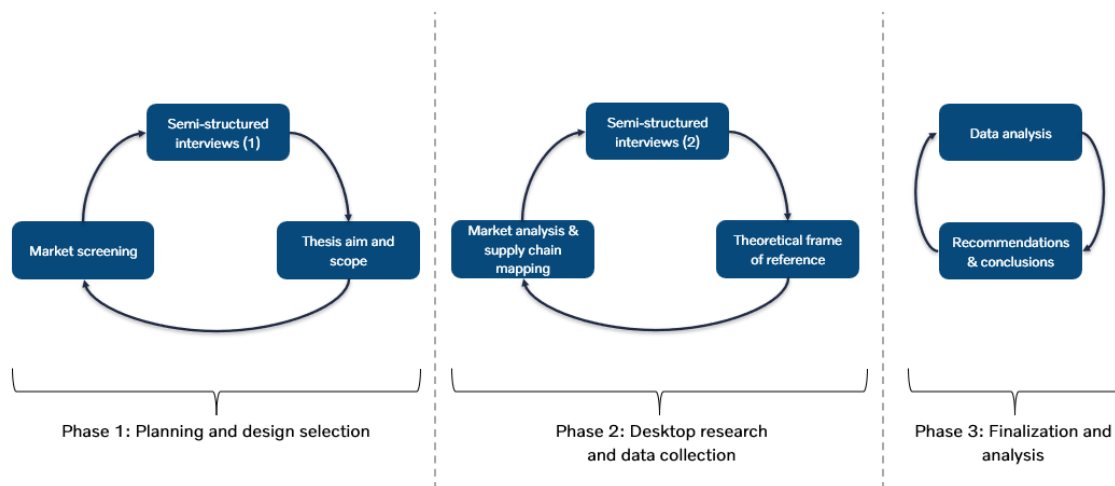 Semi-structured
interviews (1)
Market screening
Thesis aim and
scope
Phase 1: Planning and design selection
Semi-structured
interviews (2)
Market analysis &
supply chain
mapping
Theoretical frame
of reference
Phase 2: Desktop research
and data collection
Data analysis
Recommendations
& conclusions
Phase 3: Finalization and
analysis